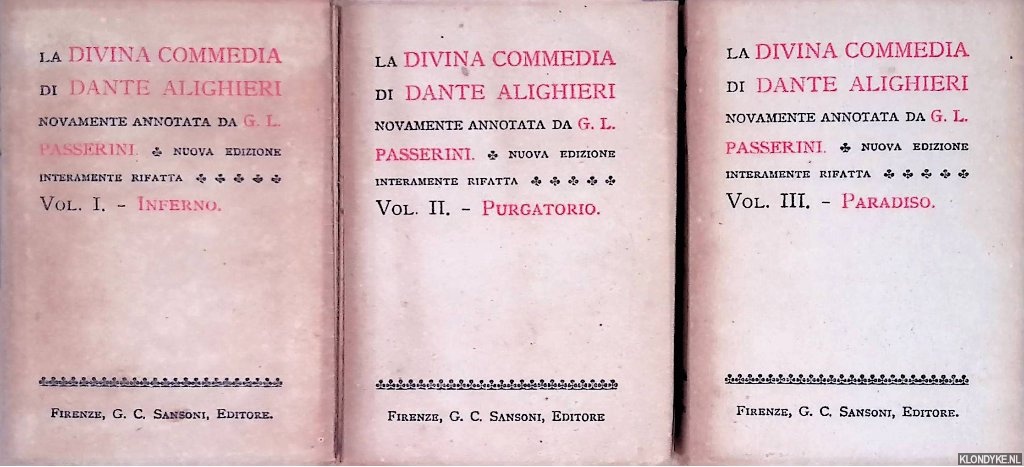 LA DIVINA COMMEDIA
DI DANTE ALIGHIERI
NOVAMENTE ANNOTATA DA G. L.
PASSERINI. ♣ NUOVA EDIZIONE
INTERAMENTE RIFATTA ♣ ♣ ♣ ♣ ♣
VOL. I. - INFERNO.
FIRENZE, G. C. SANSONI, EDITORE.
LA DIVINA COMMEDIA
DI DANTE ALIGHIERI
NOVAMENTE ANNOTATA DA G. L.
PASSERINI. ♣ NUOVA EDIZIONE
INTERAMENTE RIFATTA ♣ ♣ ♣ ♣ ♣
VOL. II. - PURGATORIO.
FIRENZE, G. C. SANSONI, EDITORE
LA DIVINA COMMEDIA
DI DANTE ALIGHIERI
NOVAMENTE ANNOTATA DA G. L.
PASSERINI. ♣ NUOVA EDIZIONE
INTERAMENTE RIFATTA ♣ ♣ ♣ ♣ ♣
VOL. III. - PARADISO.
FIRENZE, G. C. SANSONI, EDITORE.
KLONDYKE.NL